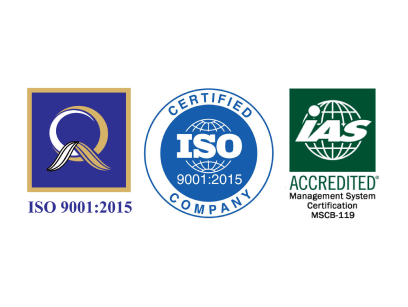 ISO 9001:2015
CERTIFIED
ISO
9001:2015
COMPANY
iAS
ACCREDITED®
Management System
Certification
MSCB-119